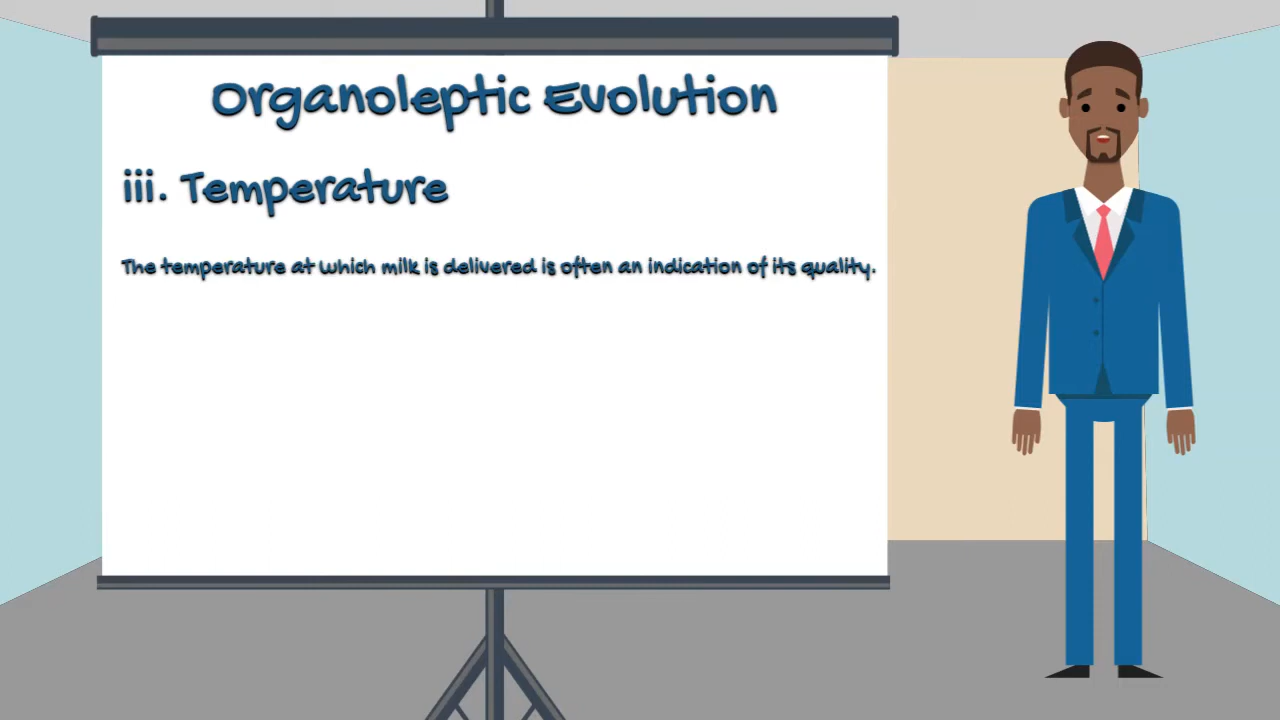 Organoleptic Evolution
iii. Temperature
The temperature at which milk is delivered is often an indication of its quality.